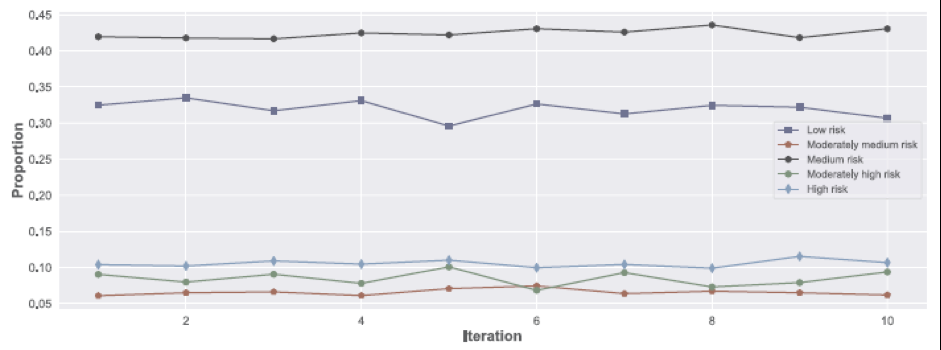 0.45
0.40
0.35
0.30
0.25
0.20
0.15
0.10
0.05
Proportion
Low risk
Moderately medium risk
Medium risk
Moderately high risk
High risk
2
4
6
8
10
Iteration